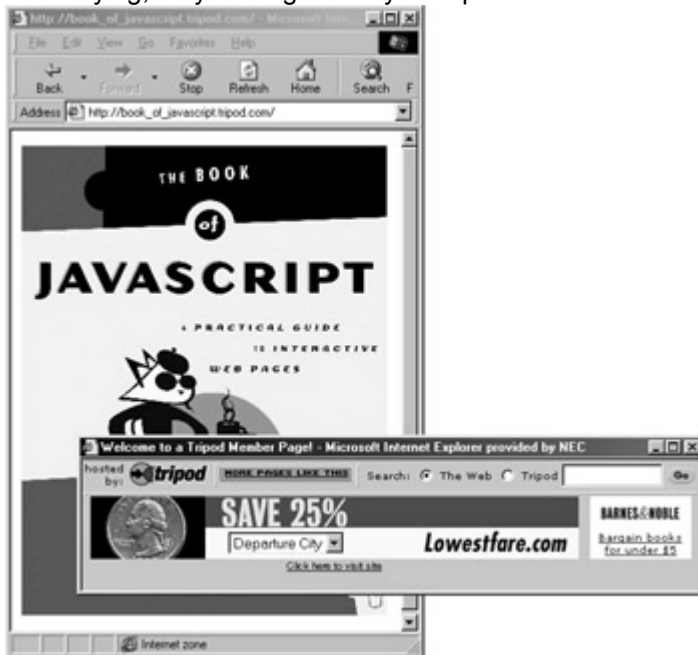 http://book_of_javascript.tripod.com/ - Microsoft Inte
File Edit View Go Favorites Help
Back Forward Stop Refresh Home Search F
Address http://book_of_javascript.tripod.com/
THE BOOK
of
JAVASCRIPT
A PRACTICAL GUIDE
TO INTERACTIVE
WEB PAGES
Welcome to a Tripod Member Page! - Microsoft Internet Explorer provided by NEC
hosted by: tripod MORE PAGES LIKE THIS Search: The Web Tripod Go
SAVE 25%
Departure City Lowestfare.com
BARNES&NOBLE
Bargain books
for under $5
Click here to visit site
Internet zone